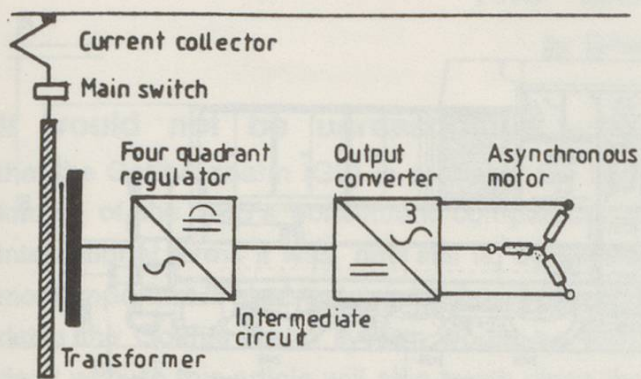 Current collector
Main switch
Four quadrant
regulator
Output
converter
Asynchronous
motor
3
Intermediate
circuit
Transformer